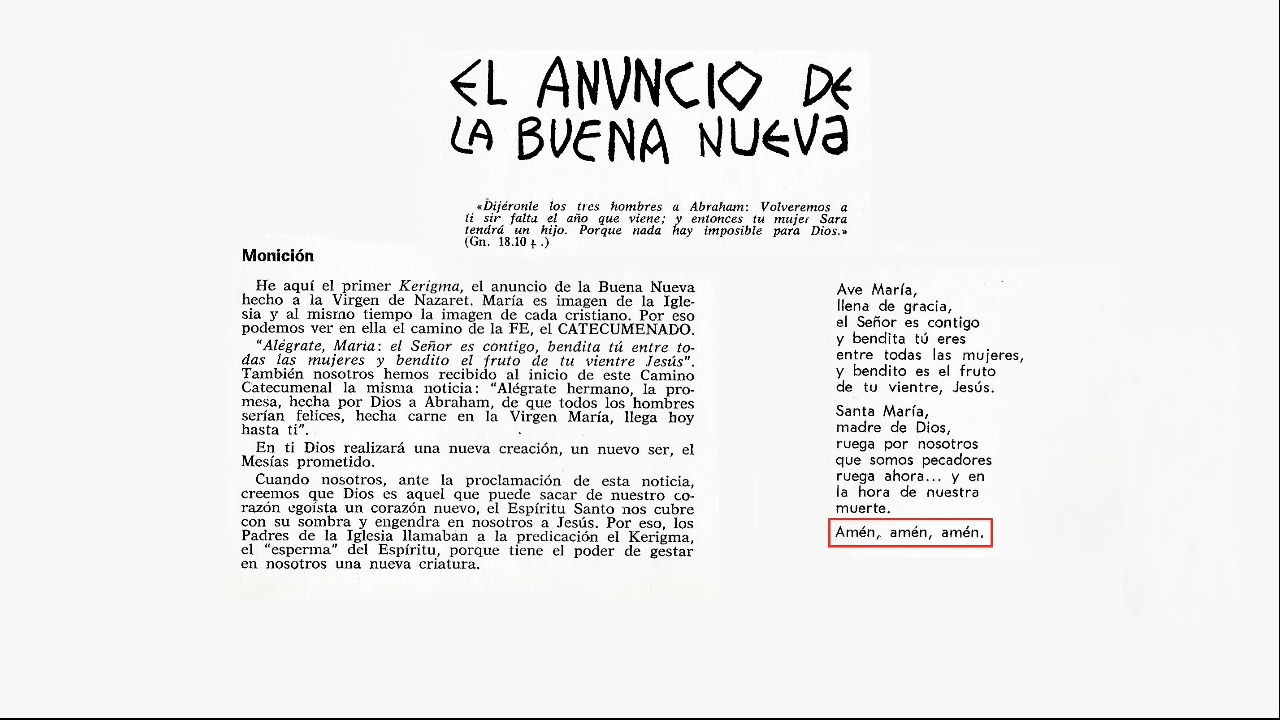 EL ANUNCIO DE
LA BUENA NUEVA
«Dijéronle los tres hombres a Abraham: Volveremos a
ti sir falta el año que viene; y entonces tu mujer Sara
tendrá un hijo. Porque nada hay imposible para Dios.»
(Gn. 18.10 + .)
Monición
He aquí el primer Kerigma, el anuncio de la Buena Nueva
hecho a la Virgen de Nazaret. María es imagen de la Igle-
sia y al mismo tiempo la imagen de cada cristiano. Por eso
podemos ver en ella el camino de la FE, el CATECUMENADO.
"Alégrate, Maria: el Señor es contigo, bendita tú entre to-
das las mujeres y bendito el fruto de tu vientre Jesús".
También nosotros hemos recibido al inicio de este Camino
Catecumenal la misma noticia: "Alégrate hermano, la pro-
mesa, hecha por Dios a Abraham, de que todos los hombres
serían felices, hecha carne en la Virgen María, llega hoy
hasta ti".
En ti Dios realizará una nueva creación, un nuevo ser, el
Mesías prometido.
Cuando nosotros, ante la proclamación de esta noticia,
creemos que Dios es aquel que puede sacar de nuestro co-
razón egoísta un corazón nuevo, el Espíritu Santo nos cubre
con su sombra y engendra en nosotros a Jesús. Por eso, los
Padres de la Iglesia llamaban a la predicación el Kerigma,
el "esperma" del Espíritu, porque tiene el poder de gestar
en nosotros una nueva criatura.
Ave María,
llena de gracia,
el Señor es contigo
y bendita tú eres
entre todas las mujeres,
y bendito es el fruto
de tu vientre, Jesús.
Santa María,
madre de Dios,
ruega por nosotros
que somos pecadores
ruega ahora... y en
la hora de nuestra
muerte.
Amén, amén, amén.